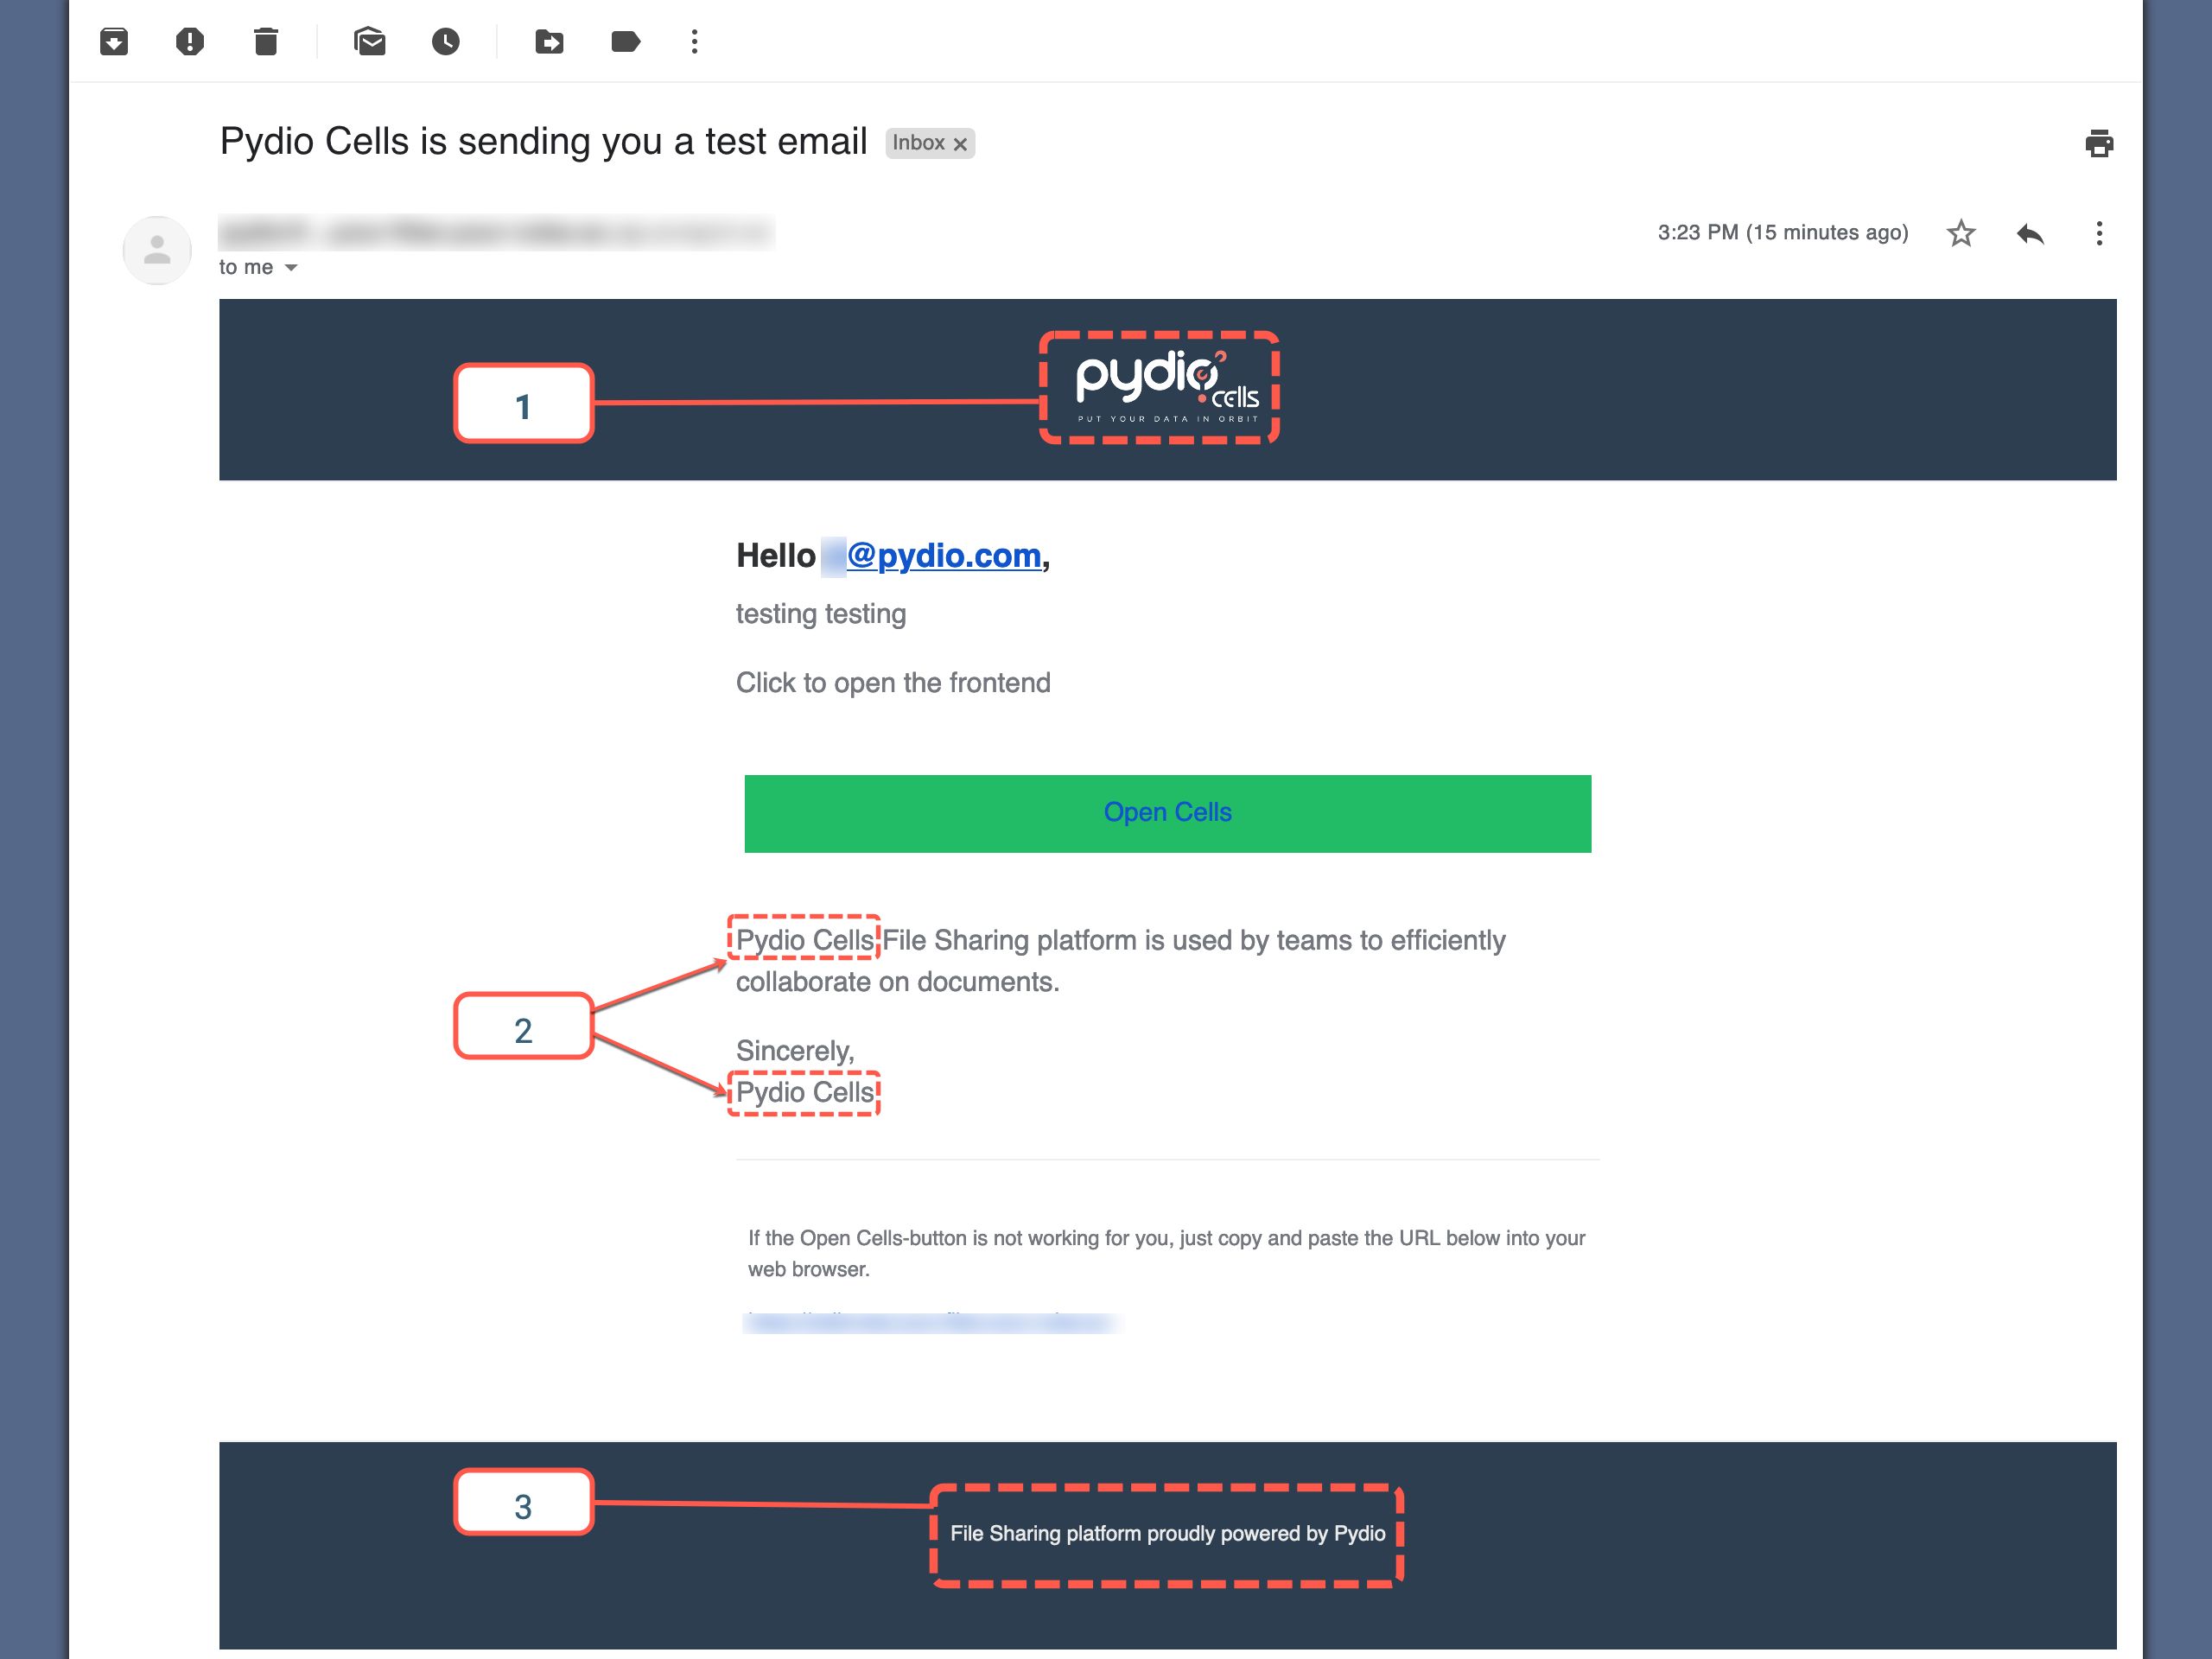 Pydio Cells is sending you a test email Inbox
3:23 PM (15 minutes ago)
to me
1
pydio cells
PUT YOUR DATA IN ORBIT
Hello @pydio.com,
testing testing
Click to open the frontend
Open Cells
Pydio Cells File Sharing platform is used by teams to efficiently
collaborate on documents.
2
Sincerely,
Pydio Cells
If the Open Cells-button is not working for you, just copy and paste the URL below into your
web browser.
3
File Sharing platform proudly powered by Pydio